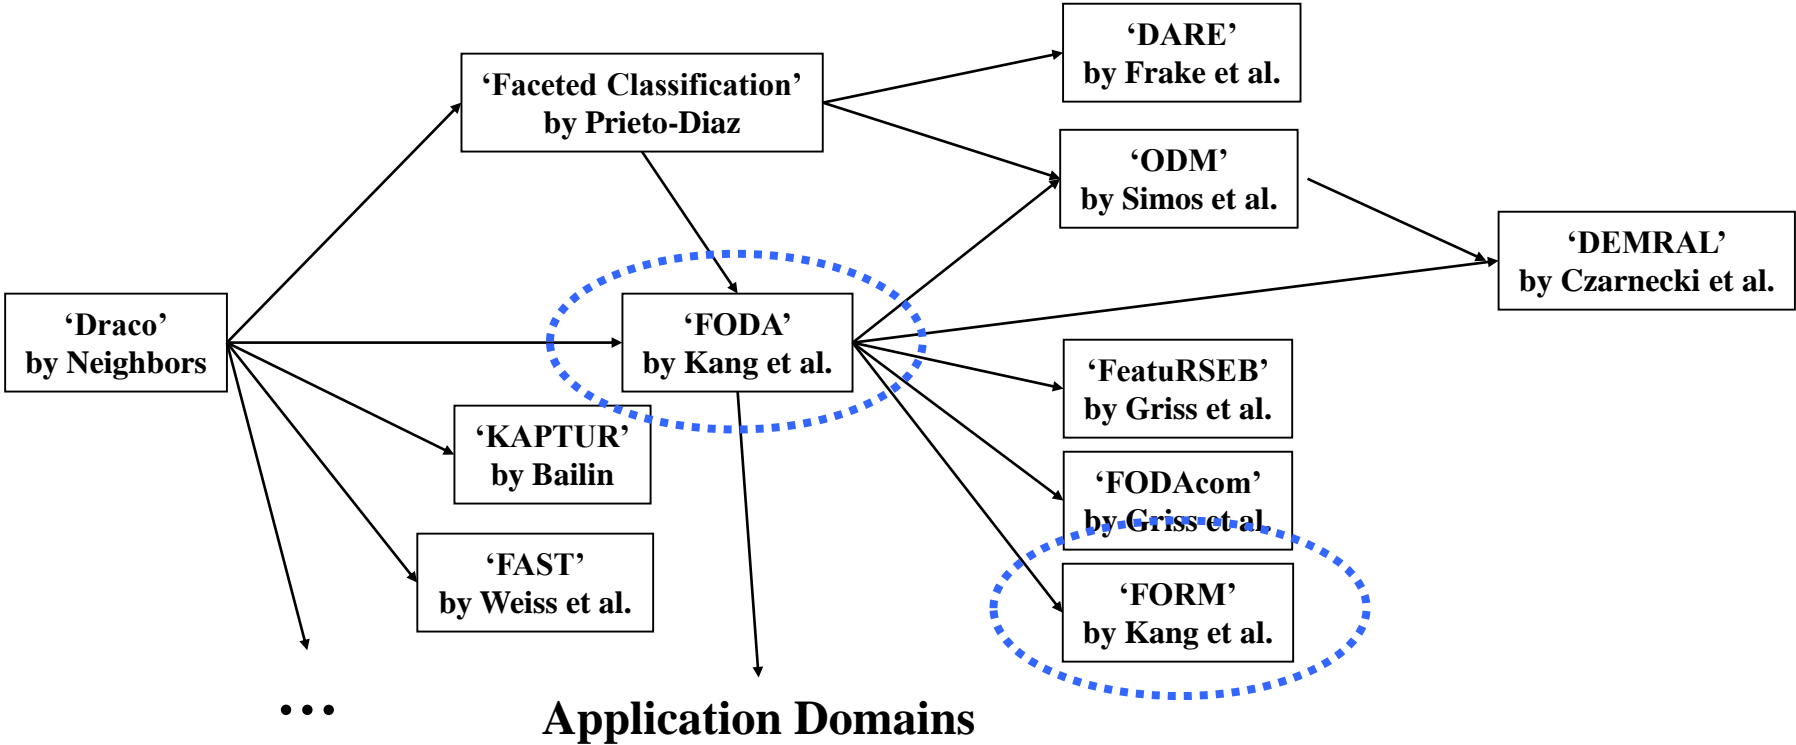 ‘DARE’
by Frake et al.
‘Faceted Classification’
by Prieto-Diaz
‘ODM’
by Simos et al.
‘DEMRAL’
by Czarnecki et al.
‘Draco’
by Neighbors
‘FODA’
by Kang et al.
‘FeatuRSEB’
by Griss et al.
‘KAPTUR’
by Bailin
‘FODAcom’
by Griss et al.
‘FAST’
by Weiss et al.
‘FORM’
by Kang et al.
…
Application Domains